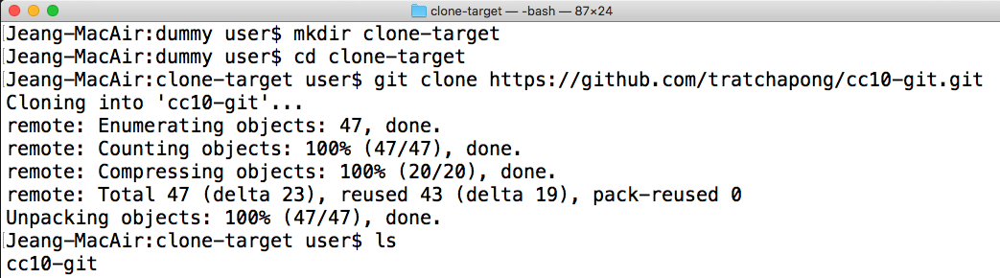 clone-target — -bash — 87×24
Jeang-MacAir:dummy user$ mkdir clone-target
Jeang-MacAir:dummy user$ cd clone-target
Jeang-MacAir:clone-target user$ git clone https://github.com/tratchapong/cc10-git.git
Cloning into 'cc10-git'...
remote: Enumerating objects: 47, done.
remote: Counting objects: 100% (47/47), done.
remote: Compressing objects: 100% (20/20), done.
remote: Total 47 (delta 23), reused 43 (delta 19), pack-reused 0
Unpacking objects: 100% (47/47), done.
Jeang-MacAir:clone-target user$ ls
cc10-git